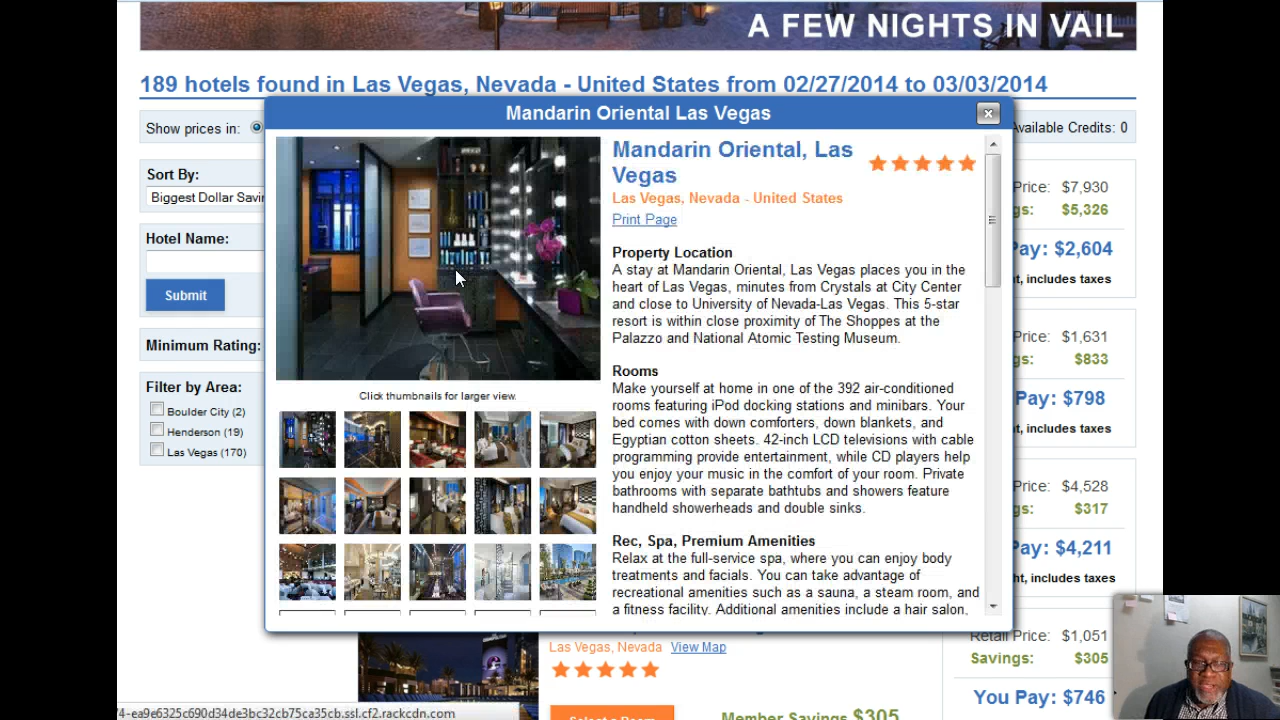 A FEW NIGHTS IN VAIL
189 hotels found in Las Vegas, Nevada - United States from 02/27/2014 to 03/03/2014
Show prices in:
Available Credits: 0
Sort By:
Biggest Dollar Savin
Hotel Name:
Submit
Minimum Rating:
Filter by Area:
Boulder City (2)
Henderson (19)
Las Vegas (170)
Mandarin Oriental Las Vegas
Mandarin Oriental, Las
Vegas
Las Vegas, Nevada - United States
Print Page
Click thumbnails for larger view.
Property Location
A stay at Mandarin Oriental, Las Vegas places you in the
heart of Las Vegas, minutes from Crystals at City Center
and close to University of Nevada-Las Vegas. This 5-star
resort is within close proximity of The Shoppes at the
Palazzo and National Atomic Testing Museum.
Rooms
Make yourself at home in one of the 392 air-conditioned
rooms featuring iPod docking stations and minibars. Your
bed comes with down comforters, down blankets, and
Egyptian cotton sheets. 42-inch LCD televisions with cable
programming provide entertainment, while CD players help
you enjoy your music in the comfort of your room. Private
bathrooms with separate bathtubs and showers feature
handheld showerheads and double sinks.
Rec, Spa, Premium Amenities
Relax at the full-service spa, where you can enjoy body
treatments and facials. You can take advantage of
recreational amenities such as a sauna, a steam room, and
a fitness facility. Additional amenities include a hair salon,
Price: $7,930
gs: $5,326
Pay: $2,604
nt, includes taxes
Price: $1,631
gs: $833
Pay: $798
nt, includes taxes
Price: $4,528
gs: $317
Pay: $4,211
ht, includes taxes
Las Vegas, Nevada View Map
Retail Price: $1,051
Savings: $305
You Pay: $746
Select a Room
Member Savings $305
4-ea9e6325c690d34de3bc32cb75ca35cb.ssl.cf2.rackcdn.com